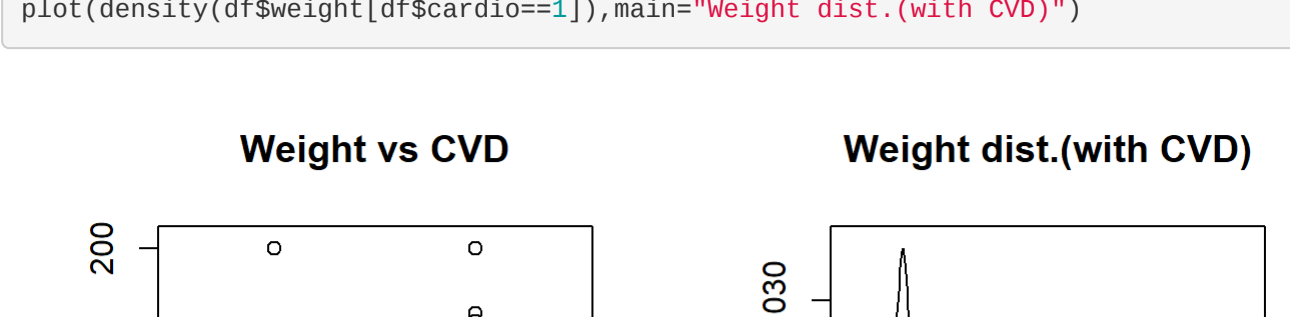 plot(density(df$weight[df$cardio==1]),main="Weight dist.(with CVD)")
Weight vs CVD
Weight dist.(with CVD)
200
030